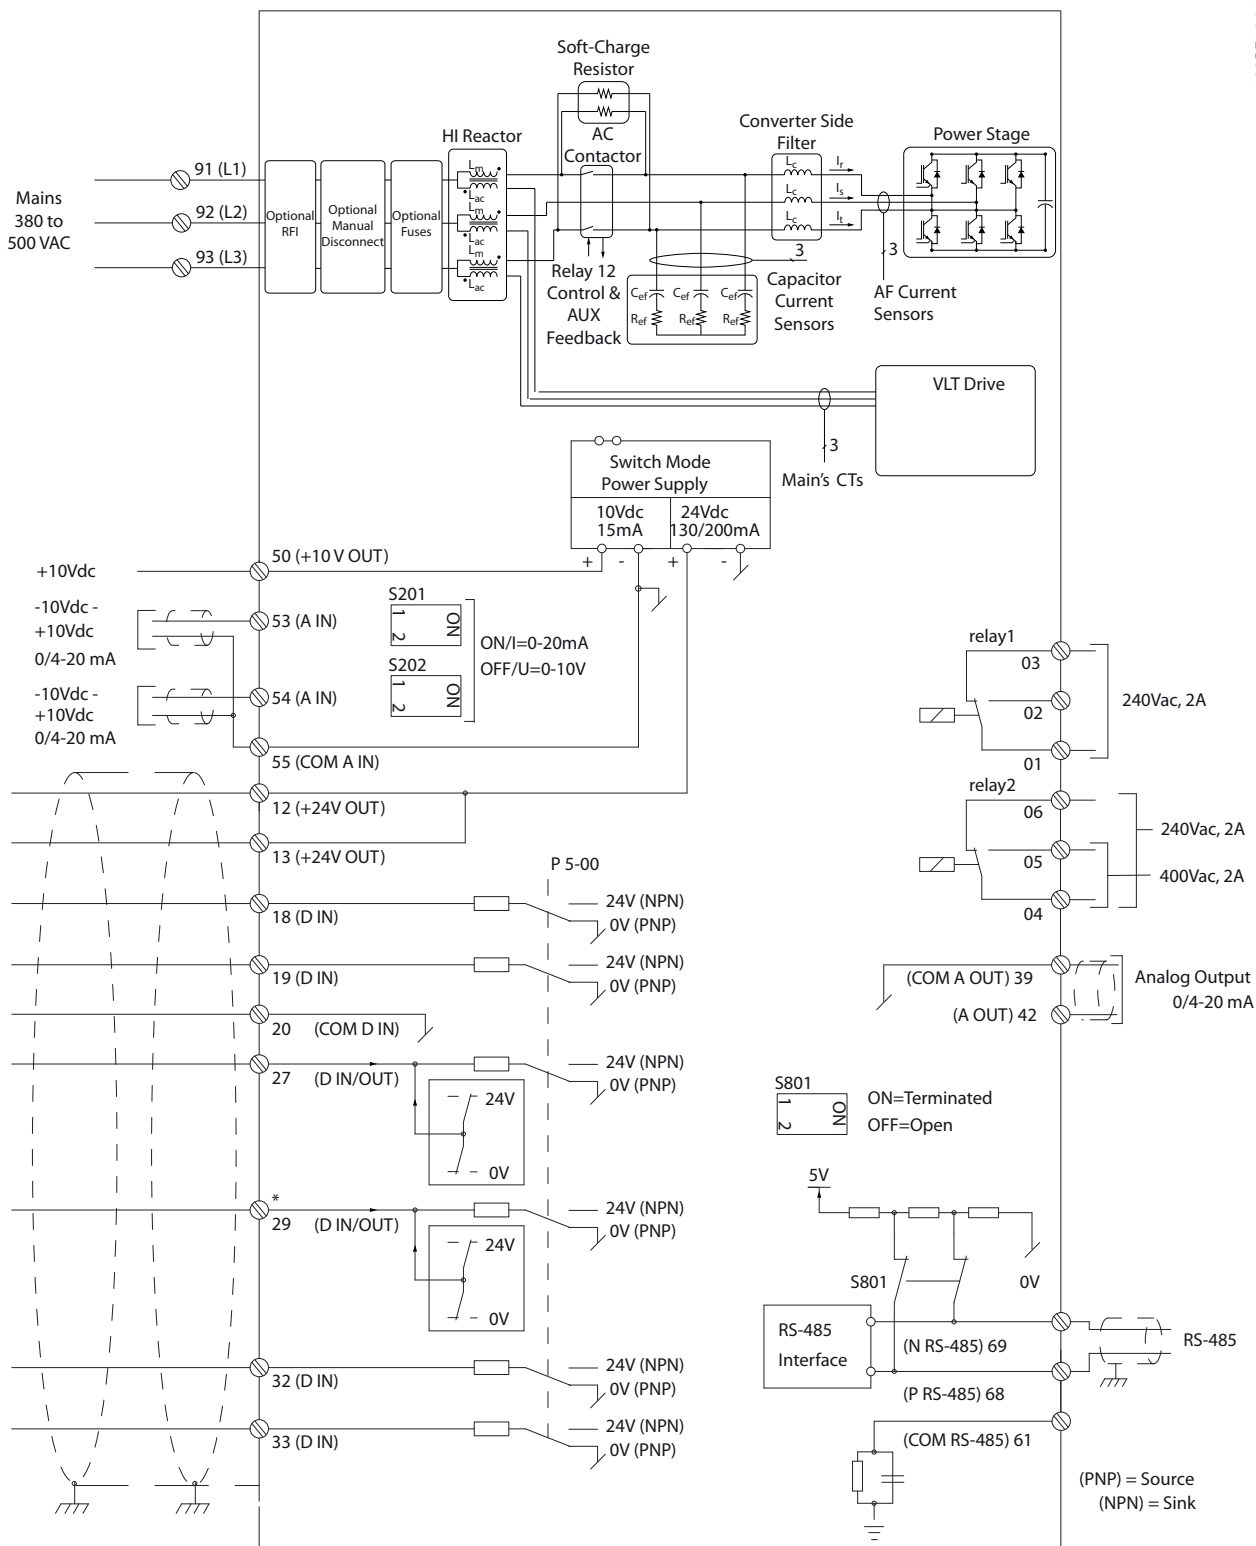 Soft-Charge
Resistor
AC
Contactor
HI Reactor
Converter Side
Filter
Power Stage
Mains
380 to
500 VAC
91 (L1)
92 (L2)
93 (L3)
Optional
RFI
Optional
Manual
Disconnect
Optional
Fuses
Lm
Lac
Lm
Lac
Lm
Lac
Lc
Lc
Lc
Ir
Is
It
3
3
Relay 12
Control &
AUX
Feedback
Cef
Cef
Cef
Ref
Ref
Ref
Capacitor
Current
Sensors
AF Current
Sensors
VLT Drive
3
Main's CTs
Switch Mode
Power Supply
10Vdc
15mA
24Vdc
130/200mA
+ - + -
+10Vdc
50 (+10 V OUT)
-10Vdc -
+10Vdc
0/4-20 mA
53 (A IN)
S201
1
2
ON
ON/I=0-20mA
OFF/U=0-10V
S202
1
2
ON
-10Vdc -
+10Vdc
0/4-20 mA
54 (A IN)
55 (COM A IN)
12 (+24V OUT)
13 (+24V OUT)
P 5-00
18 (D IN)
24V (NPN)
0V (PNP)
19 (D IN)
24V (NPN)
0V (PNP)
20 (COM D IN)
27 (D IN/OUT)
24V (NPN)
0V (PNP)
24V
0V
*
29 (D IN/OUT)
24V (NPN)
0V (PNP)
24V
0V
32 (D IN)
24V (NPN)
0V (PNP)
33 (D IN)
24V (NPN)
0V (PNP)
relay1
03
02
01
240Vac, 2A
relay2
06
05
04
240Vac, 2A
400Vac, 2A
(COM A OUT) 39
(A OUT) 42
Analog Output
0/4-20 mA
S801
1
2
ON
ON=Terminated
OFF=Open
5V
S801
0V
RS-485
Interface
(N RS-485) 69
RS-485
(P RS-485) 68
(COM RS-485) 61
(PNP) = Source
(NPN) = Sink